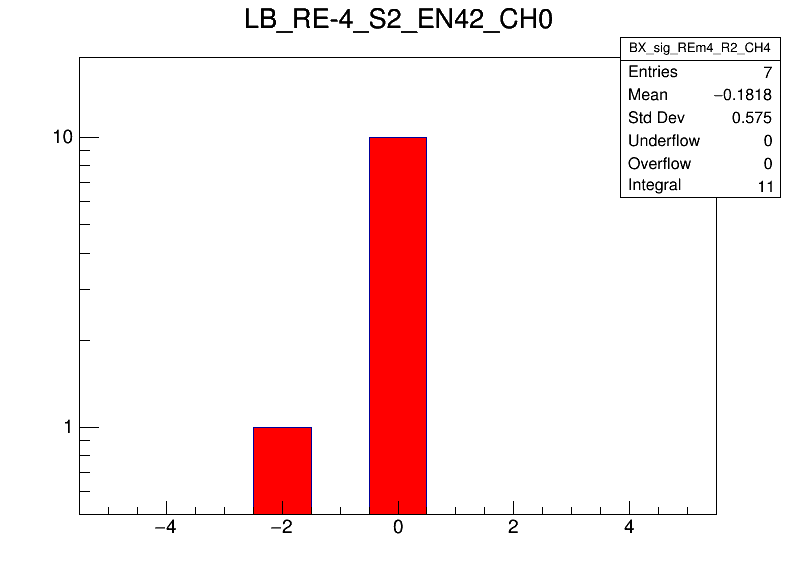 LB_RE-4_S2_EN42_CH0
BX_sig_REm4_R2_CH4
Entries 7
Mean −0.1818
Std Dev 0.575
Underflow 0
Overflow 0
Integral 11
10
1
−4 −2 0 2 4